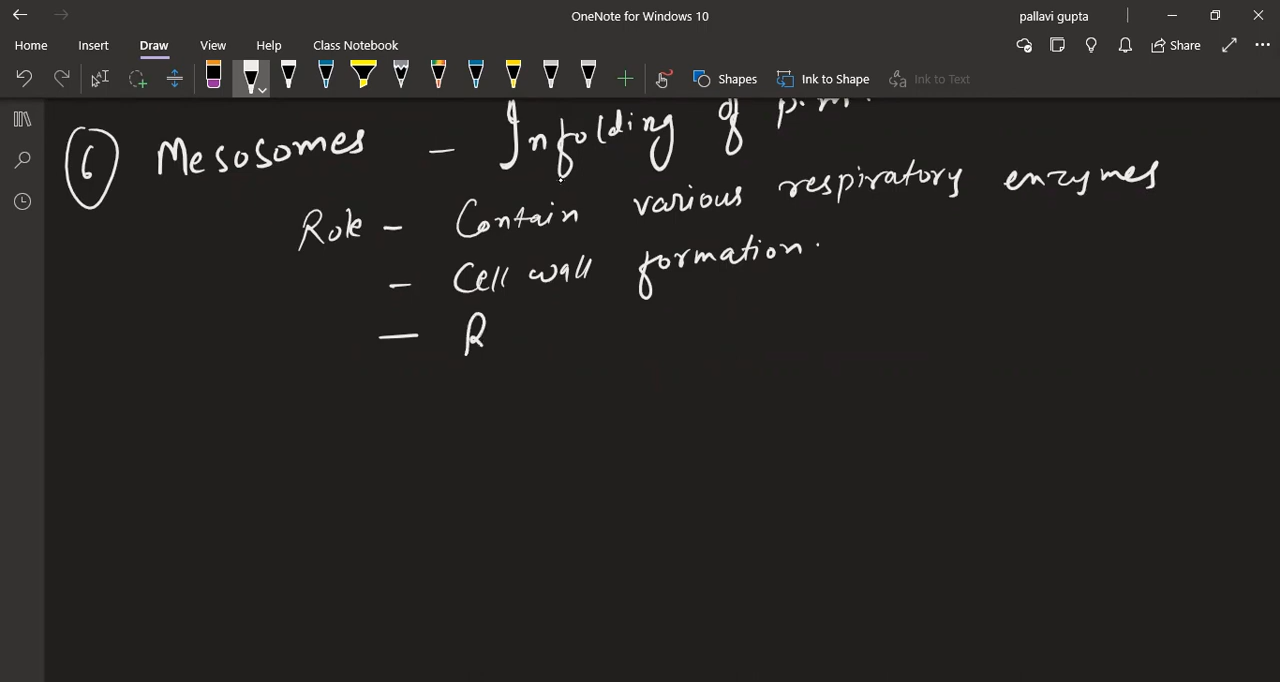 OneNote for Windows 10
pallavi gupta
Home Insert Draw View Help Class Notebook
Share
Shapes Ink to Shape Ink to Text
6 Mesosomes - Infolding of p.m.
Role - Contain various respiratory enzymes
- Cell wall formation.
- R